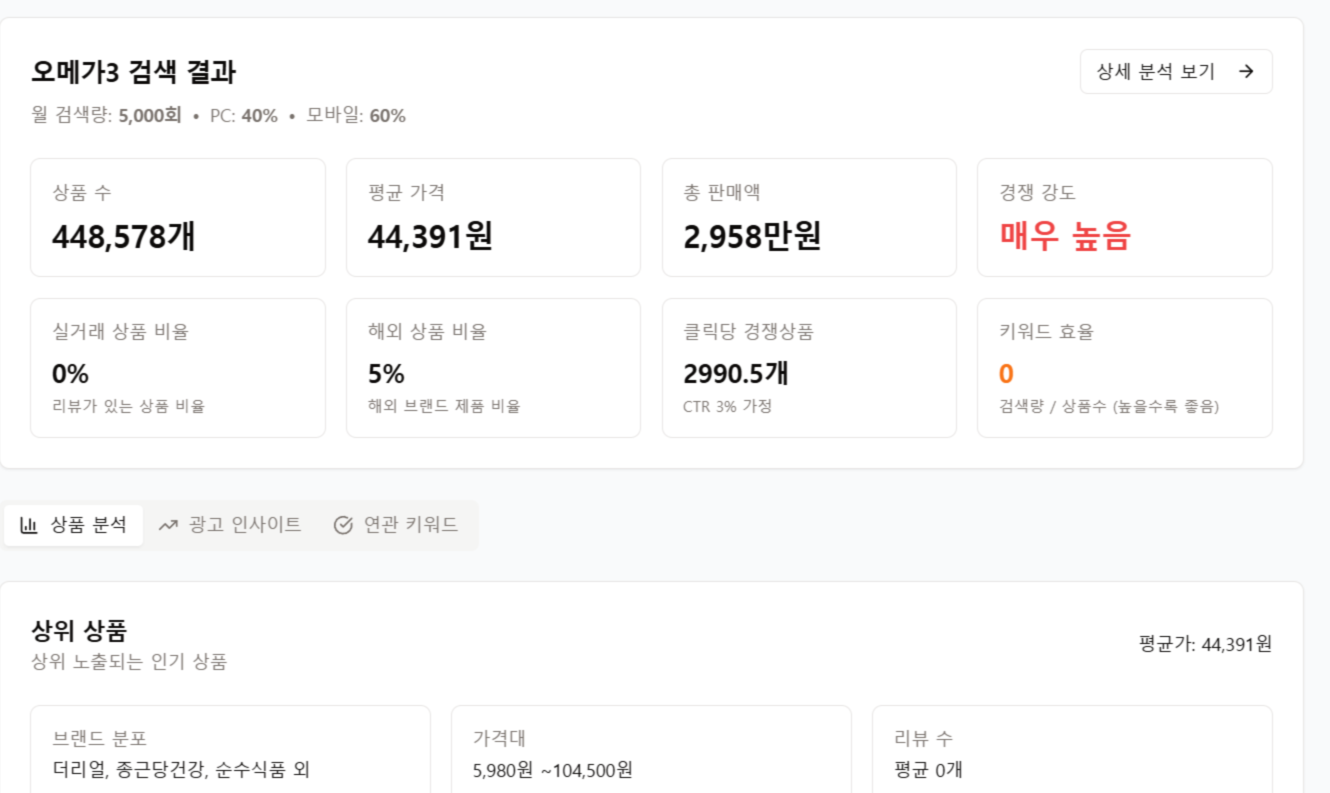 오메가3 검색 결과
상세 분석 보기 →
월 검색량: 5,000회 • PC: 40% • 모바일: 60%
상품 수
448,578개
평균 가격
44,391원
총 판매액
2,958만원
경쟁 강도
매우 높음
실거래 상품 비율
0%
리뷰가 있는 상품 비율
해외 상품 비율
5%
해외 브랜드 제품 비율
클릭당 경쟁상품
2990.5개
CTR 3% 가정
키워드 효율
0
검색량 / 상품수 (높을수록 좋음)
상품 분석
광고 인사이트
연관 키워드
상위 상품
상위 노출되는 인기 상품
평균가: 44,391원
브랜드 분포
더리얼, 종근당건강, 순수식품 외
가격대
5,980원 ~104,500원
리뷰 수
평균 0개